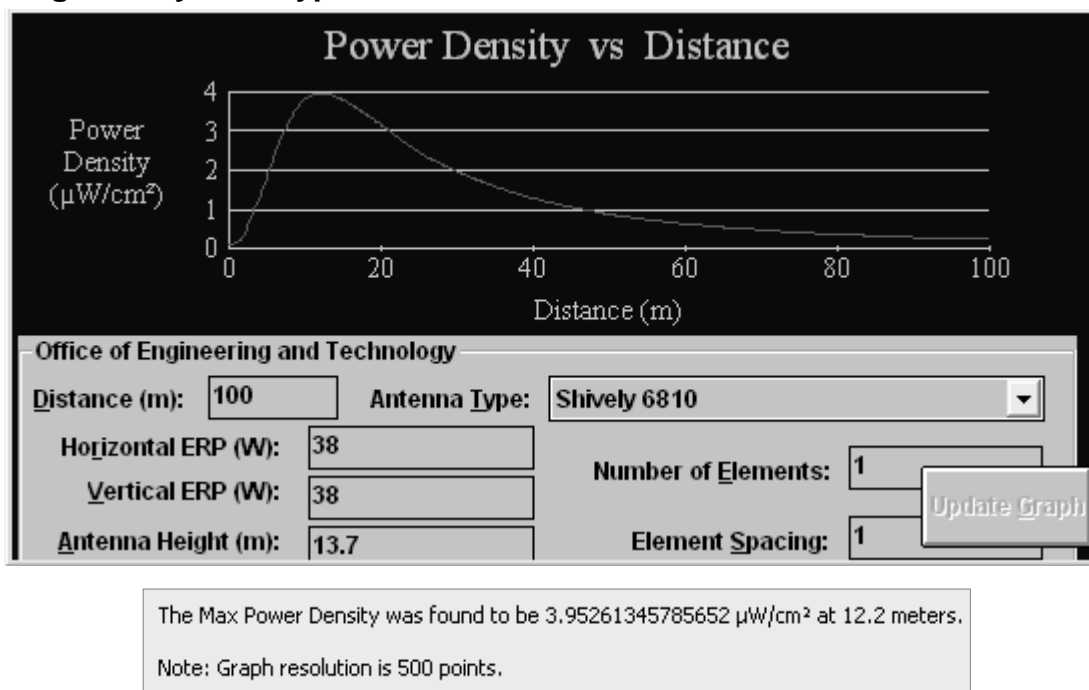 Power Density vs Distance
4
Power
3
Density
2
(µW/cm²)
1
0
0 20 40 60 80 100
Distance (m)
Office of Engineering and Technology
Distance (m): 100 Antenna Type: Shively 6810
Horizontal ERP (W): 38
Number of Elements: 1
Vertical ERP (W): 38
Update Graph
Antenna Height (m): 13.7 Element Spacing: 1
The Max Power Density was found to be 3.95261345785652 µW/cm² at 12.2 meters.
Note: Graph resolution is 500 points.